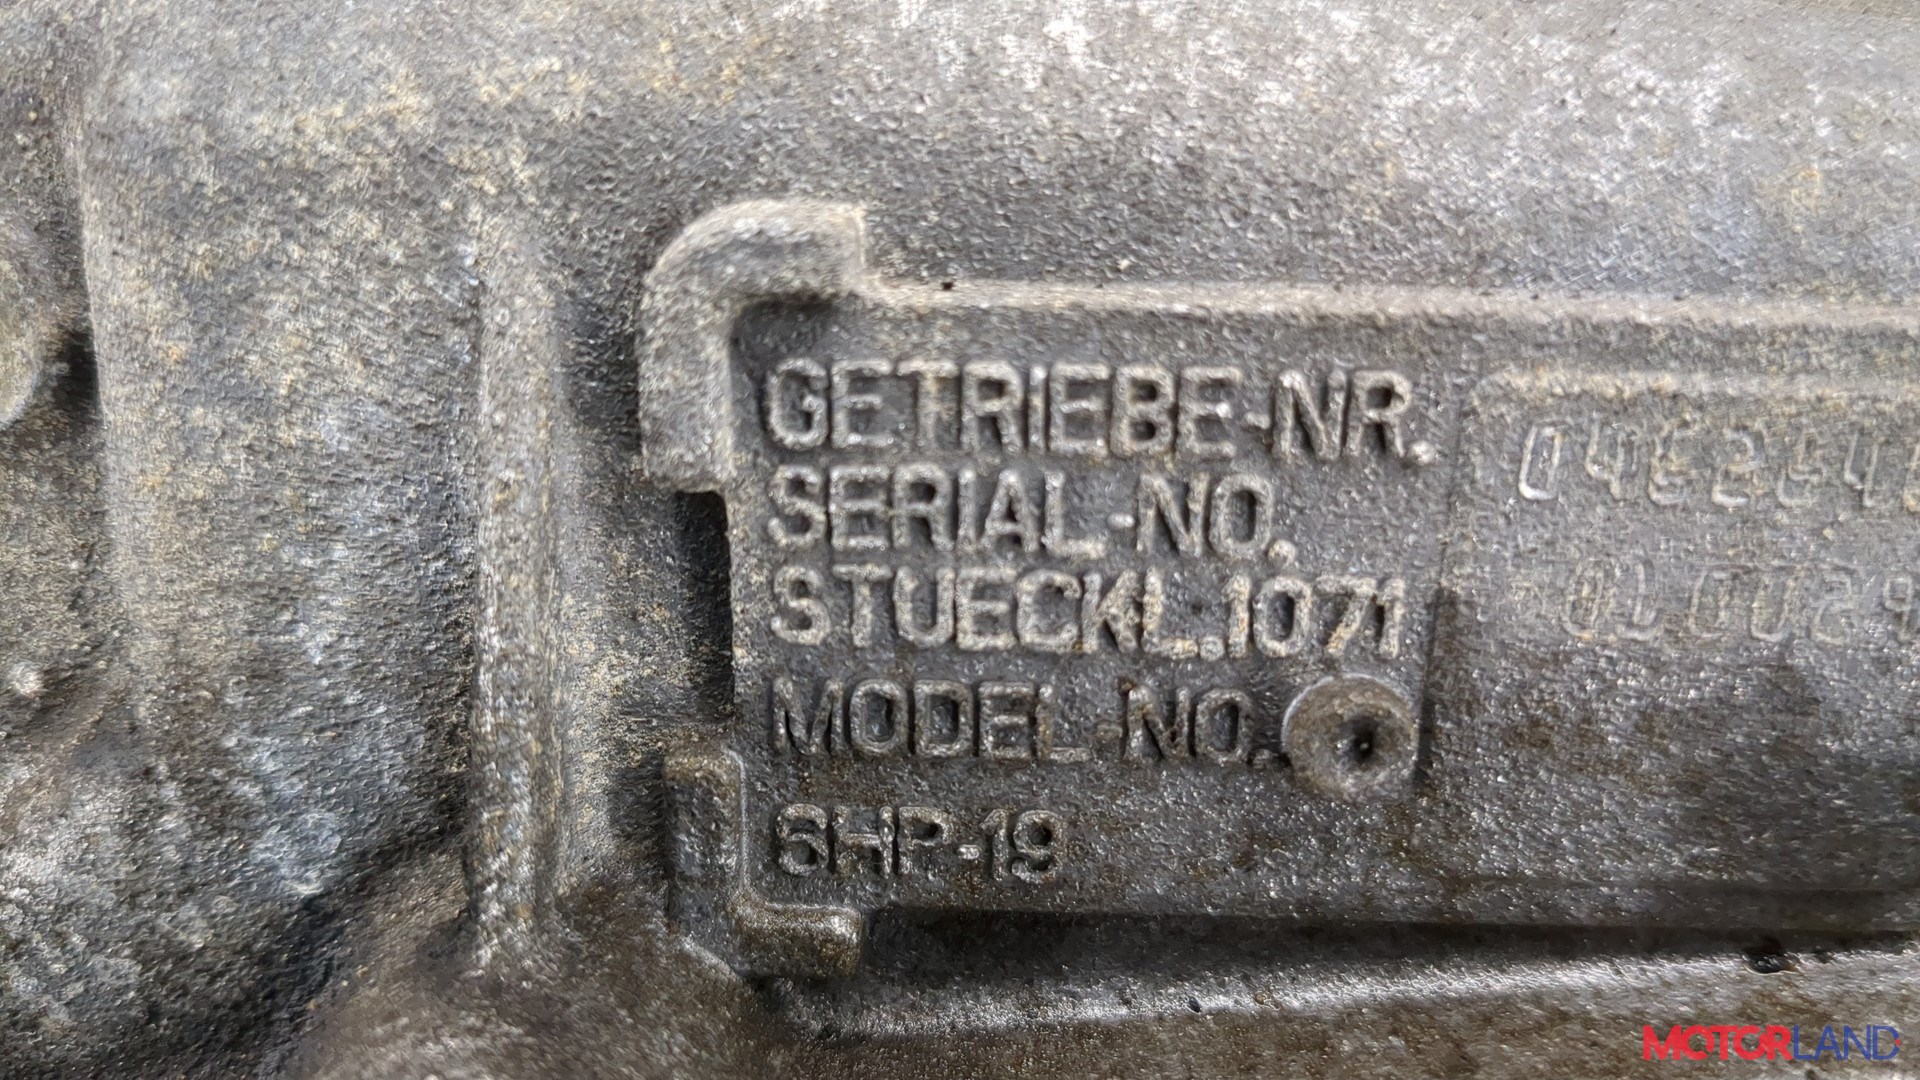 GETRIEBE-NR.
SERIAL-NO.
STUECKL.1071
MODEL-NO.
6HP-19
MOTORLAND